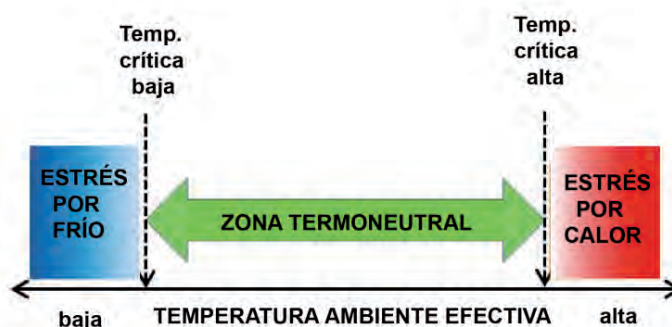 Temp.
crítica
baja
Temp.
crítica
alta
ESTRÉS
POR
FRÍO
ZONA TERMONEUTRAL
ESTRÉS
POR
CALOR
baja
TEMPERATURA AMBIENTE EFECTIVA
alta